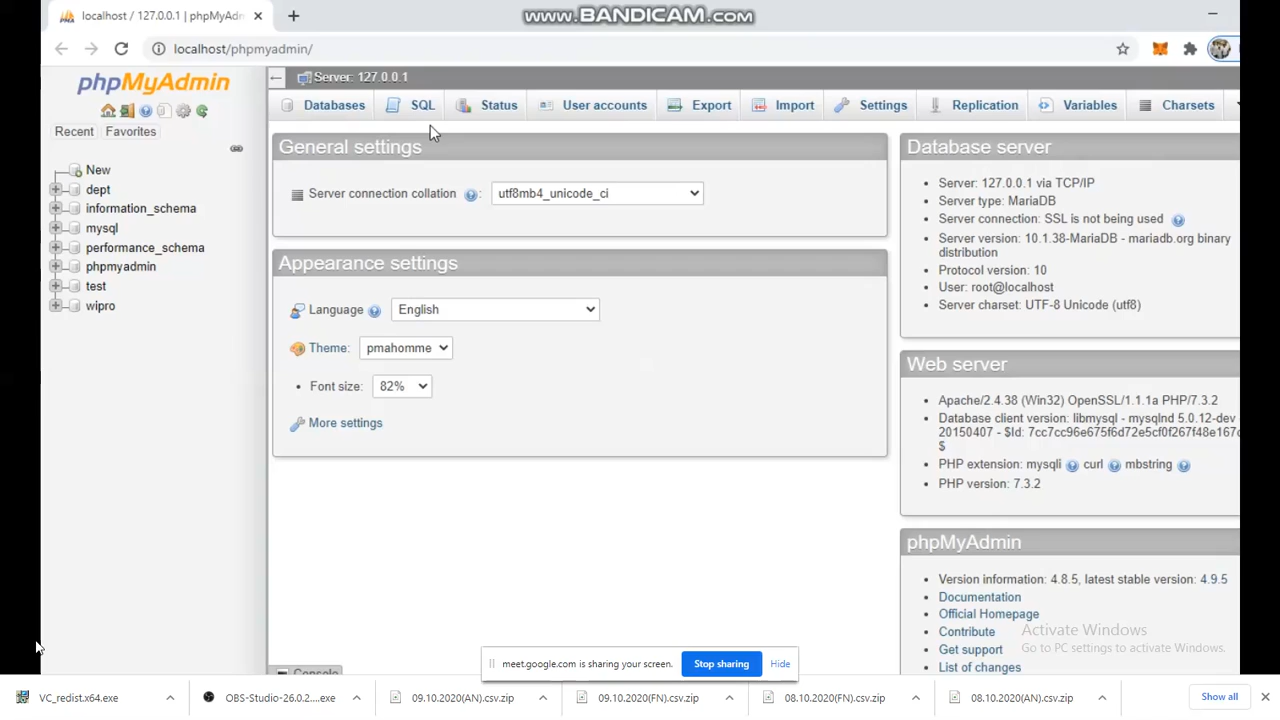 localhost / 127.0.0.1 | phpMyAdm
www.BANDICAM.com
localhost/phpmyadmin/
phpMyAdmin
Recent Favorites
New
dept
information_schema
mysql
performance_schema
phpmyadmin
test
wipro
Server: 127.0.0.1
Databases SQL Status User accounts Export Import Settings Replication Variables Charsets
General settings
Server connection collation : utf8mb4_unicode_ci
Appearance settings
Language English
Theme: pmahomme
Font size: 82%
More settings
Database server
Server: 127.0.0.1 via TCP/IP
Server type: MariaDB
Server connection: SSL is not being used
Server version: 10.1.38-MariaDB - mariadb.org binary
distribution
Protocol version: 10
User: root@localhost
Server charset: UTF-8 Unicode (utf8)
Web server
Apache/2.4.38 (Win32) OpenSSL/1.1.1a PHP/7.3.2
Database client version: libmysql - mysqlnd 5.0.12-dev
20150407 - $Id: 7cc7cc96e675f6d72e5cf0f267f48e167c
$
PHP extension: mysqli curl mbstring
PHP version: 7.3.2
phpMyAdmin
Version information: 4.8.5, latest stable version: 4.9.5
Documentation
Official Homepage
Contribute
Get support
List of changes
Activate Windows
Go to PC settings to activate Windows.
Console
meet.google.com is sharing your screen. Stop sharing Hide
VC_redist.x64.exe OBS-Studio-26.0.2....exe 09.10.2020(AN).csv.zip 09.10.2020(FN).csv.zip 08.10.2020(FN).csv.zip 08.10.2020(AN).csv.zip Show all